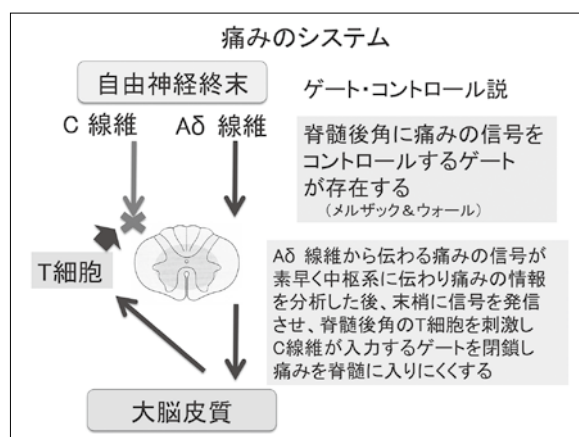 痛みのシステム
自由神経終末
ゲート・コントロール説
C 線維
Aδ 線維
脊髄後角に痛みの信号を
コントロールするゲート
が存在する
（メルザック＆ウォール）
T細胞
Aδ 線維から伝わる痛みの信号が
素早く中枢系に伝わり痛みの情報
を分析した後、末梢に信号を発信
させ、脊髄後角のT細胞を刺激し
C線維が入力するゲートを閉鎖し
痛みを脊髄に入りにくくする
大脳皮質